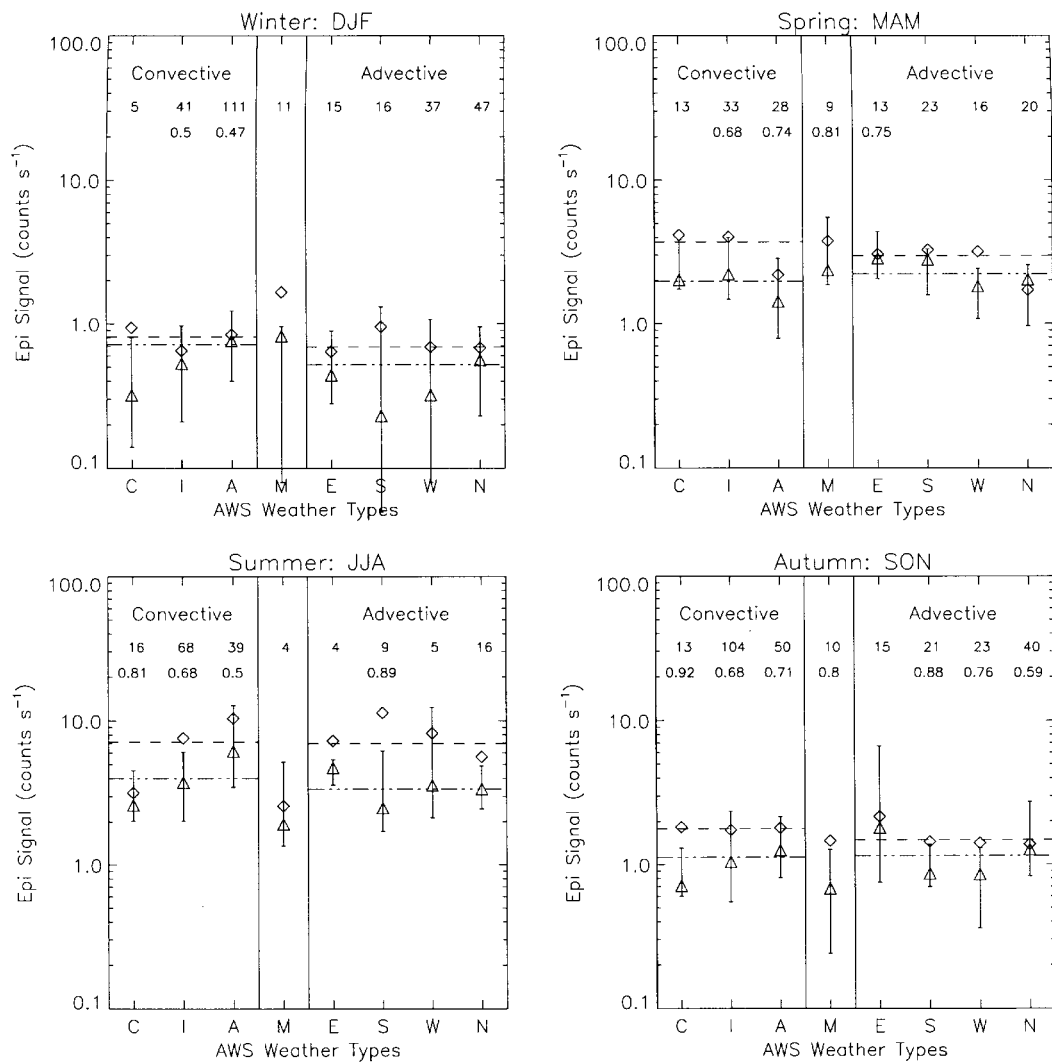 Winter: DJF
100.0
Convective
Advective
5 41 111 11 15 16 37 47
0.5 0.47
10.0
1.0
0.1
Epi Signal (counts s⁻¹)
C I A M E S W N
AWS Weather Types
Spring: MAM
100.0
Convective
Advective
13 33 28 9 13 23 16 20
0.68 0.74 0.81 0.75
10.0
1.0
0.1
Epi Signal (counts s⁻¹)
C I A M E S W N
AWS Weather Types
Summer: JJA
100.0
Convective
Advective
16 68 39 4 4 9 5 16
0.81 0.68 0.5 0.89
10.0
1.0
0.1
Epi Signal (counts s⁻¹)
C I A M E S W N
AWS Weather Types
Autumn: SON
100.0
Convective
Advective
13 104 50 10 15 21 23 40
0.92 0.68 0.71 0.8 0.88 0.76 0.59
10.0
1.0
0.1
Epi Signal (counts s⁻¹)
C I A M E S W N
AWS Weather Types